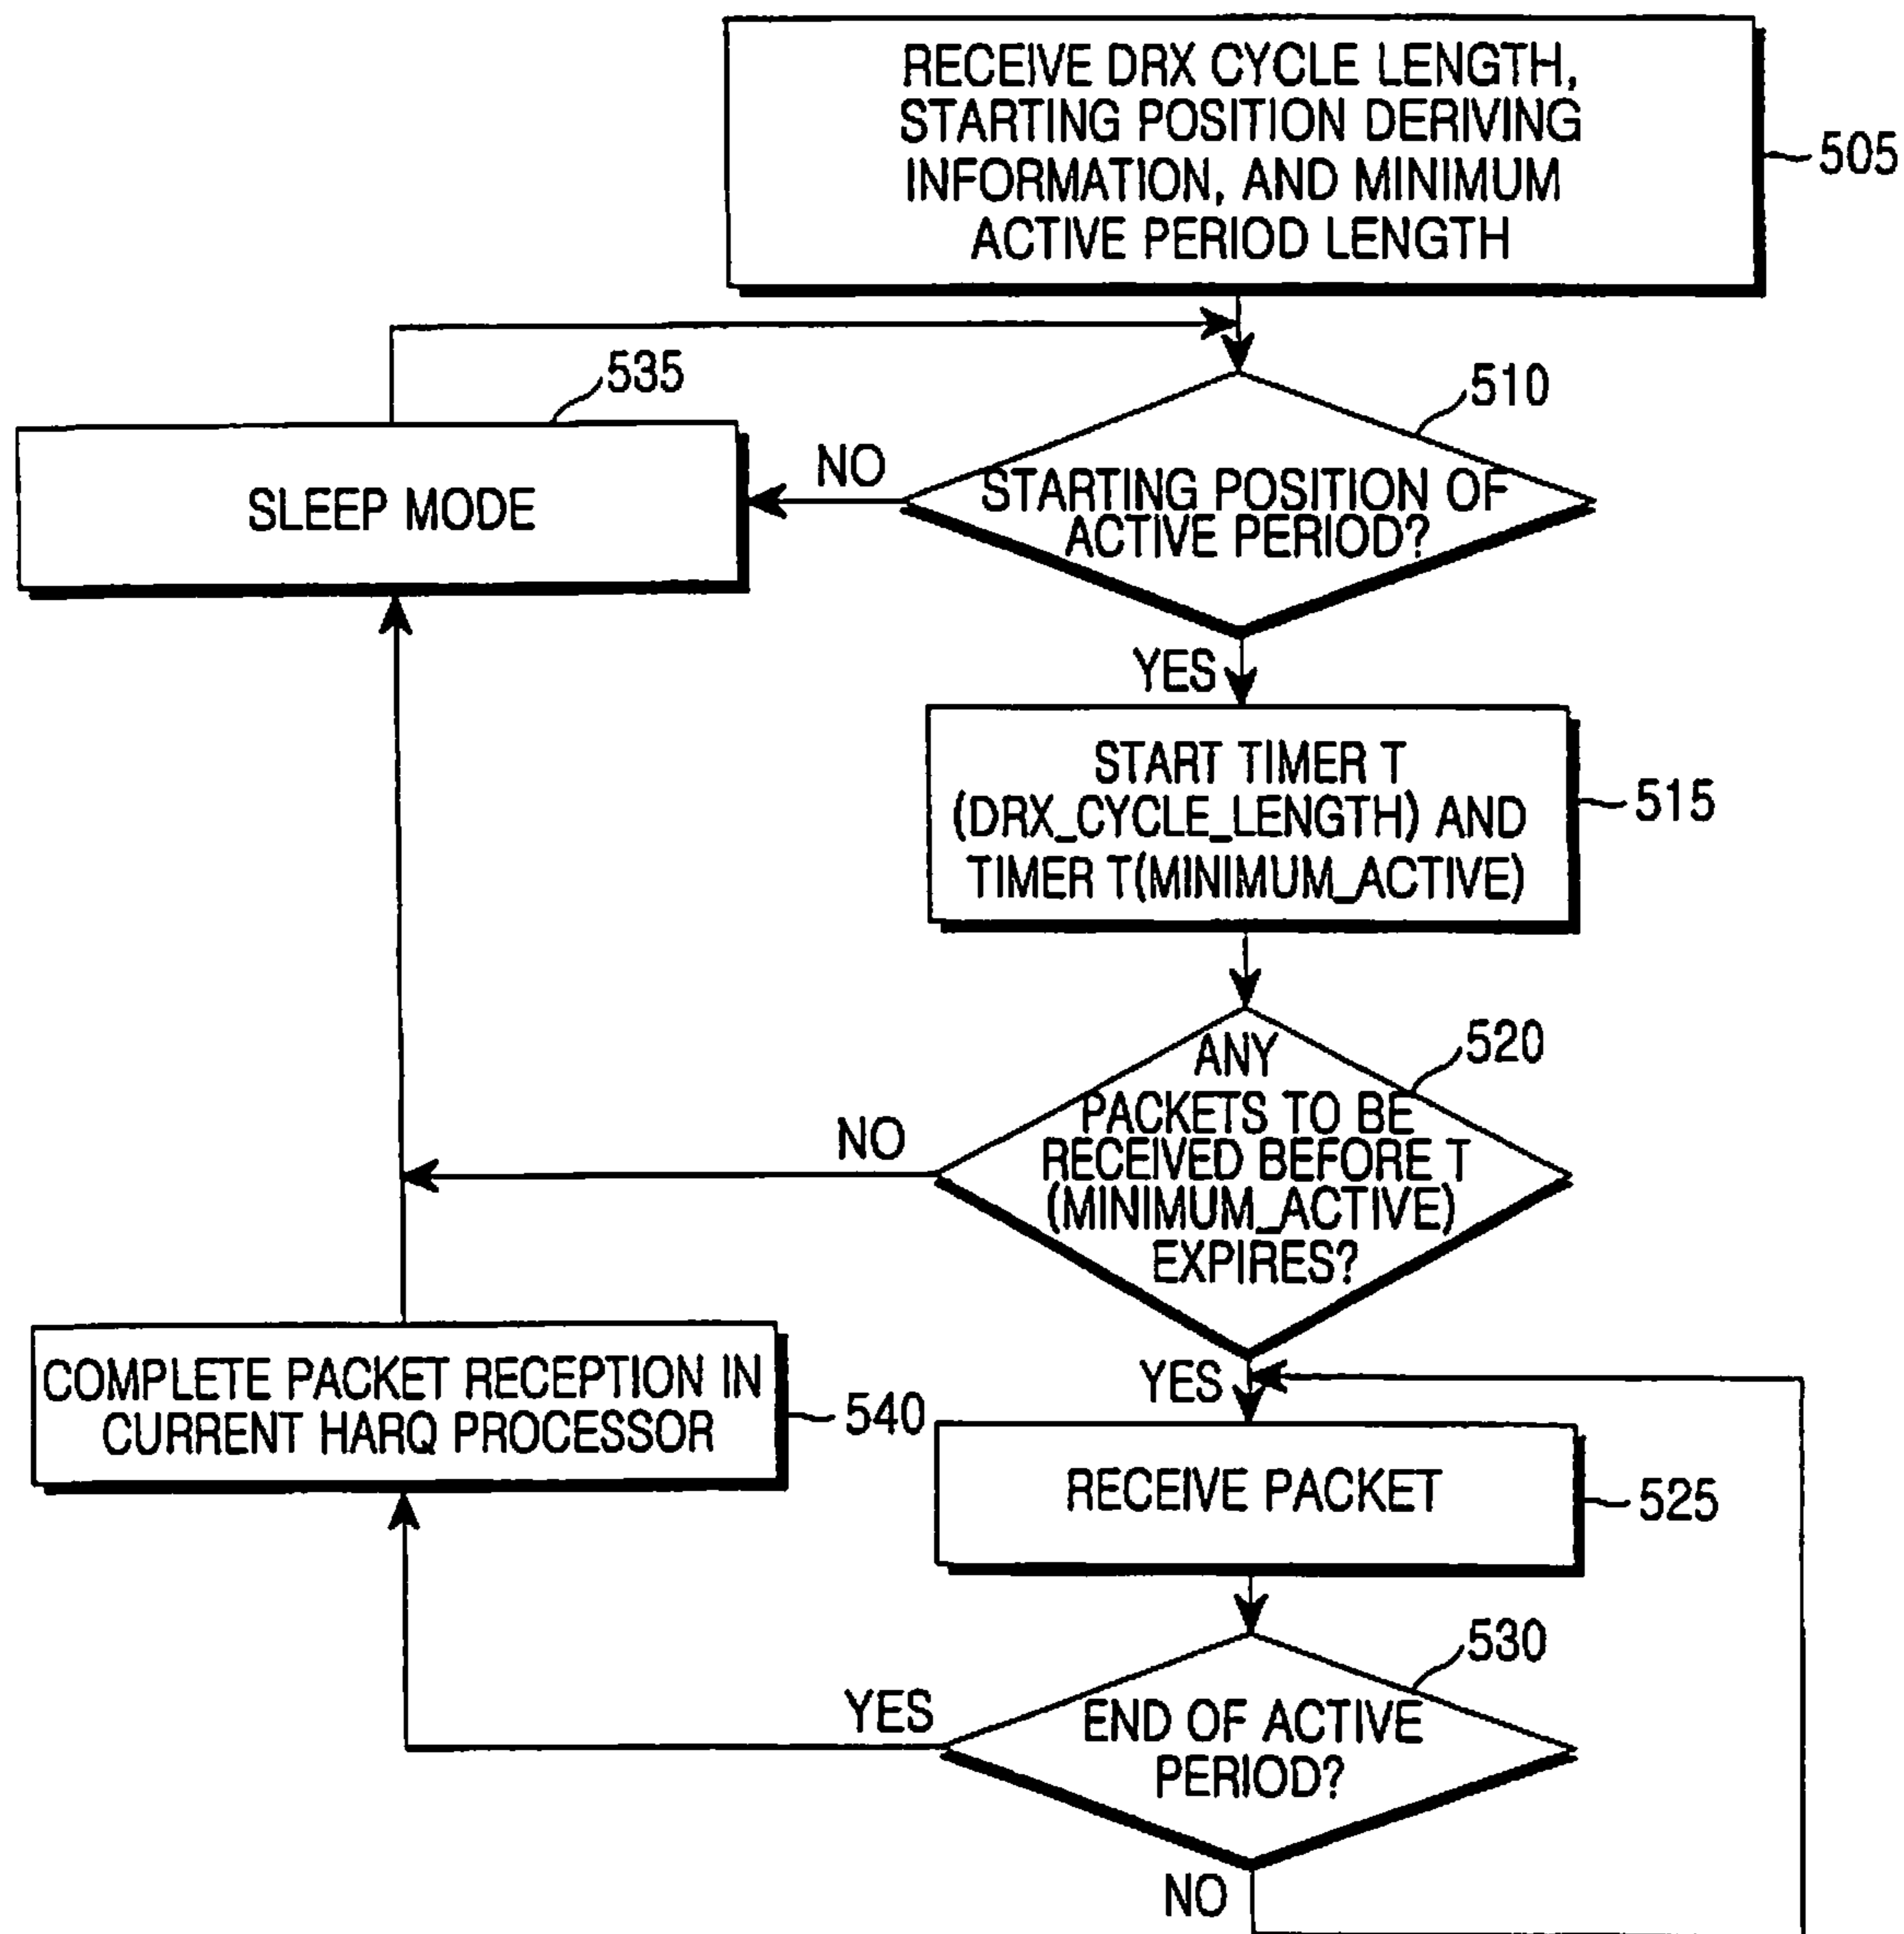 RECEIVE DRX CYCLE LENGTH,
STARTING POSITION DERIVING
INFORMATION, AND MINIMUM
ACTIVE PERIOD LENGTH
505
535
510
SLEEP MODE
NO
STARTING POSITION OF
ACTIVE PERIOD?
YES
START TIMER T
(DRX_CYCLE_LENGTH) AND
TIMER T(MINIMUM_ACTIVE)
515
520
ANY
PACKETS TO BE
RECEIVED BEFORE T
(MINIMUM_ACTIVE)
EXPIRES?
NO
YES
COMPLETE PACKET RECEPTION IN
CURRENT HARQ PROCESSOR
540
RECEIVE PACKET
525
530
END OF ACTIVE
PERIOD?
YES
NO